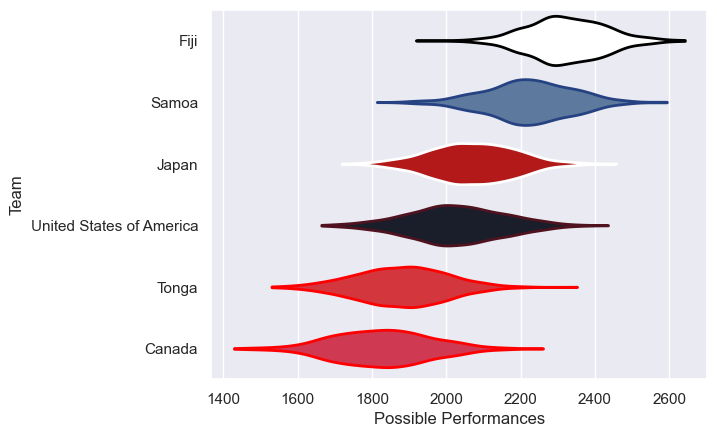 Fiji
Samoa
Japan
United States of America
Tonga
Canada
Team
1400 1600 1800 2000 2200 2400 2600
Possible Performances